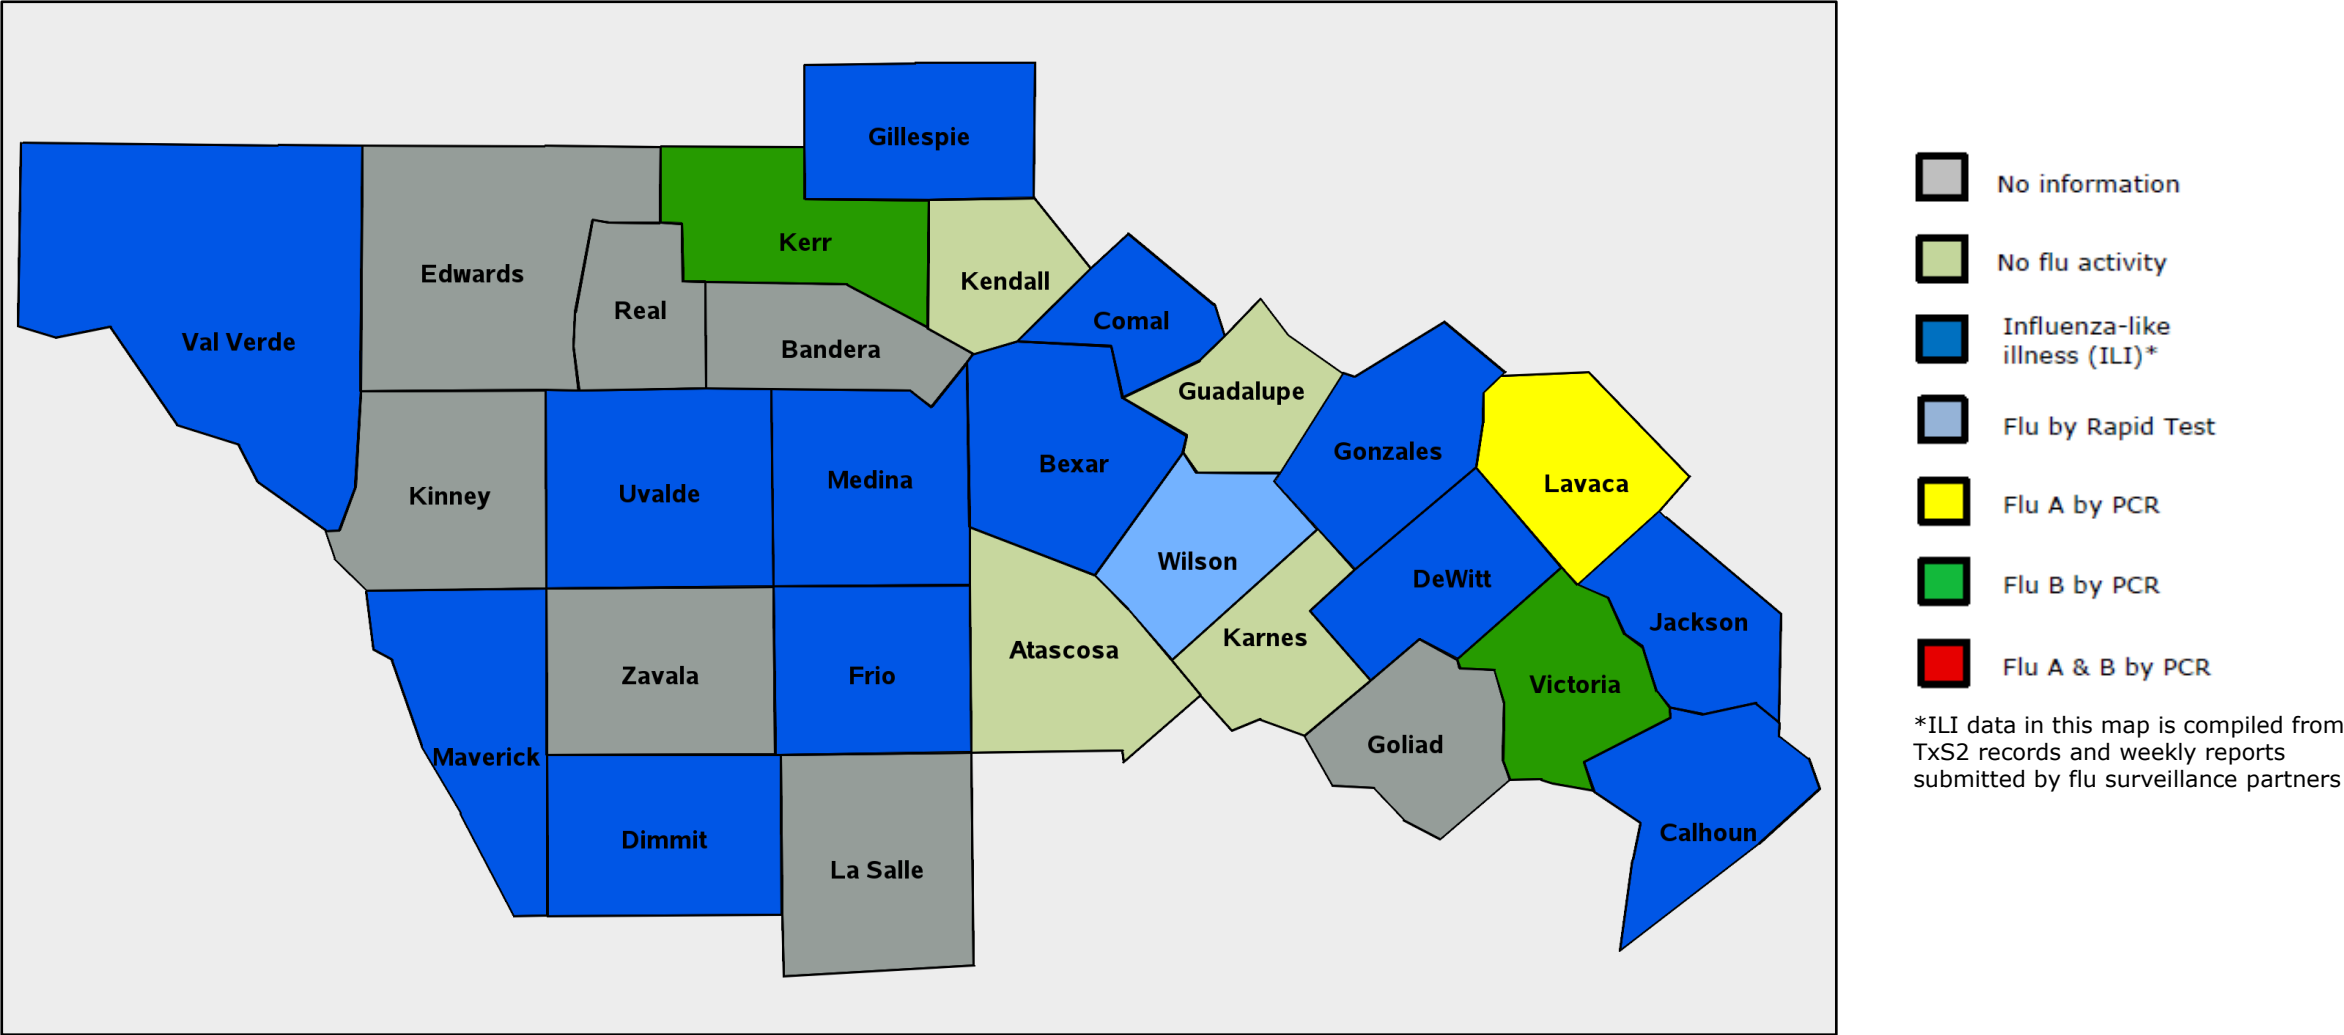 Gillespie
Kerr
Edwards
Kendall
Real
Comal
Val Verde
Bandera
Guadalupe
Gonzales
Bexar
Medina
Lavaca
Uvalde
Kinney
Wilson
DeWitt
Jackson
Karnes
Atascosa
Zavala
Frio
Victoria
Goliad
Maverick
Calhoun
Dimmit
La Salle
No information
No flu activity
Influenza-like
illness (ILI)*
Flu by Rapid Test
Flu A by PCR
Flu B by PCR
Flu A & B by PCR
*ILI data in this map is compiled from
TxS2 records and weekly reports
submitted by flu surveillance partners